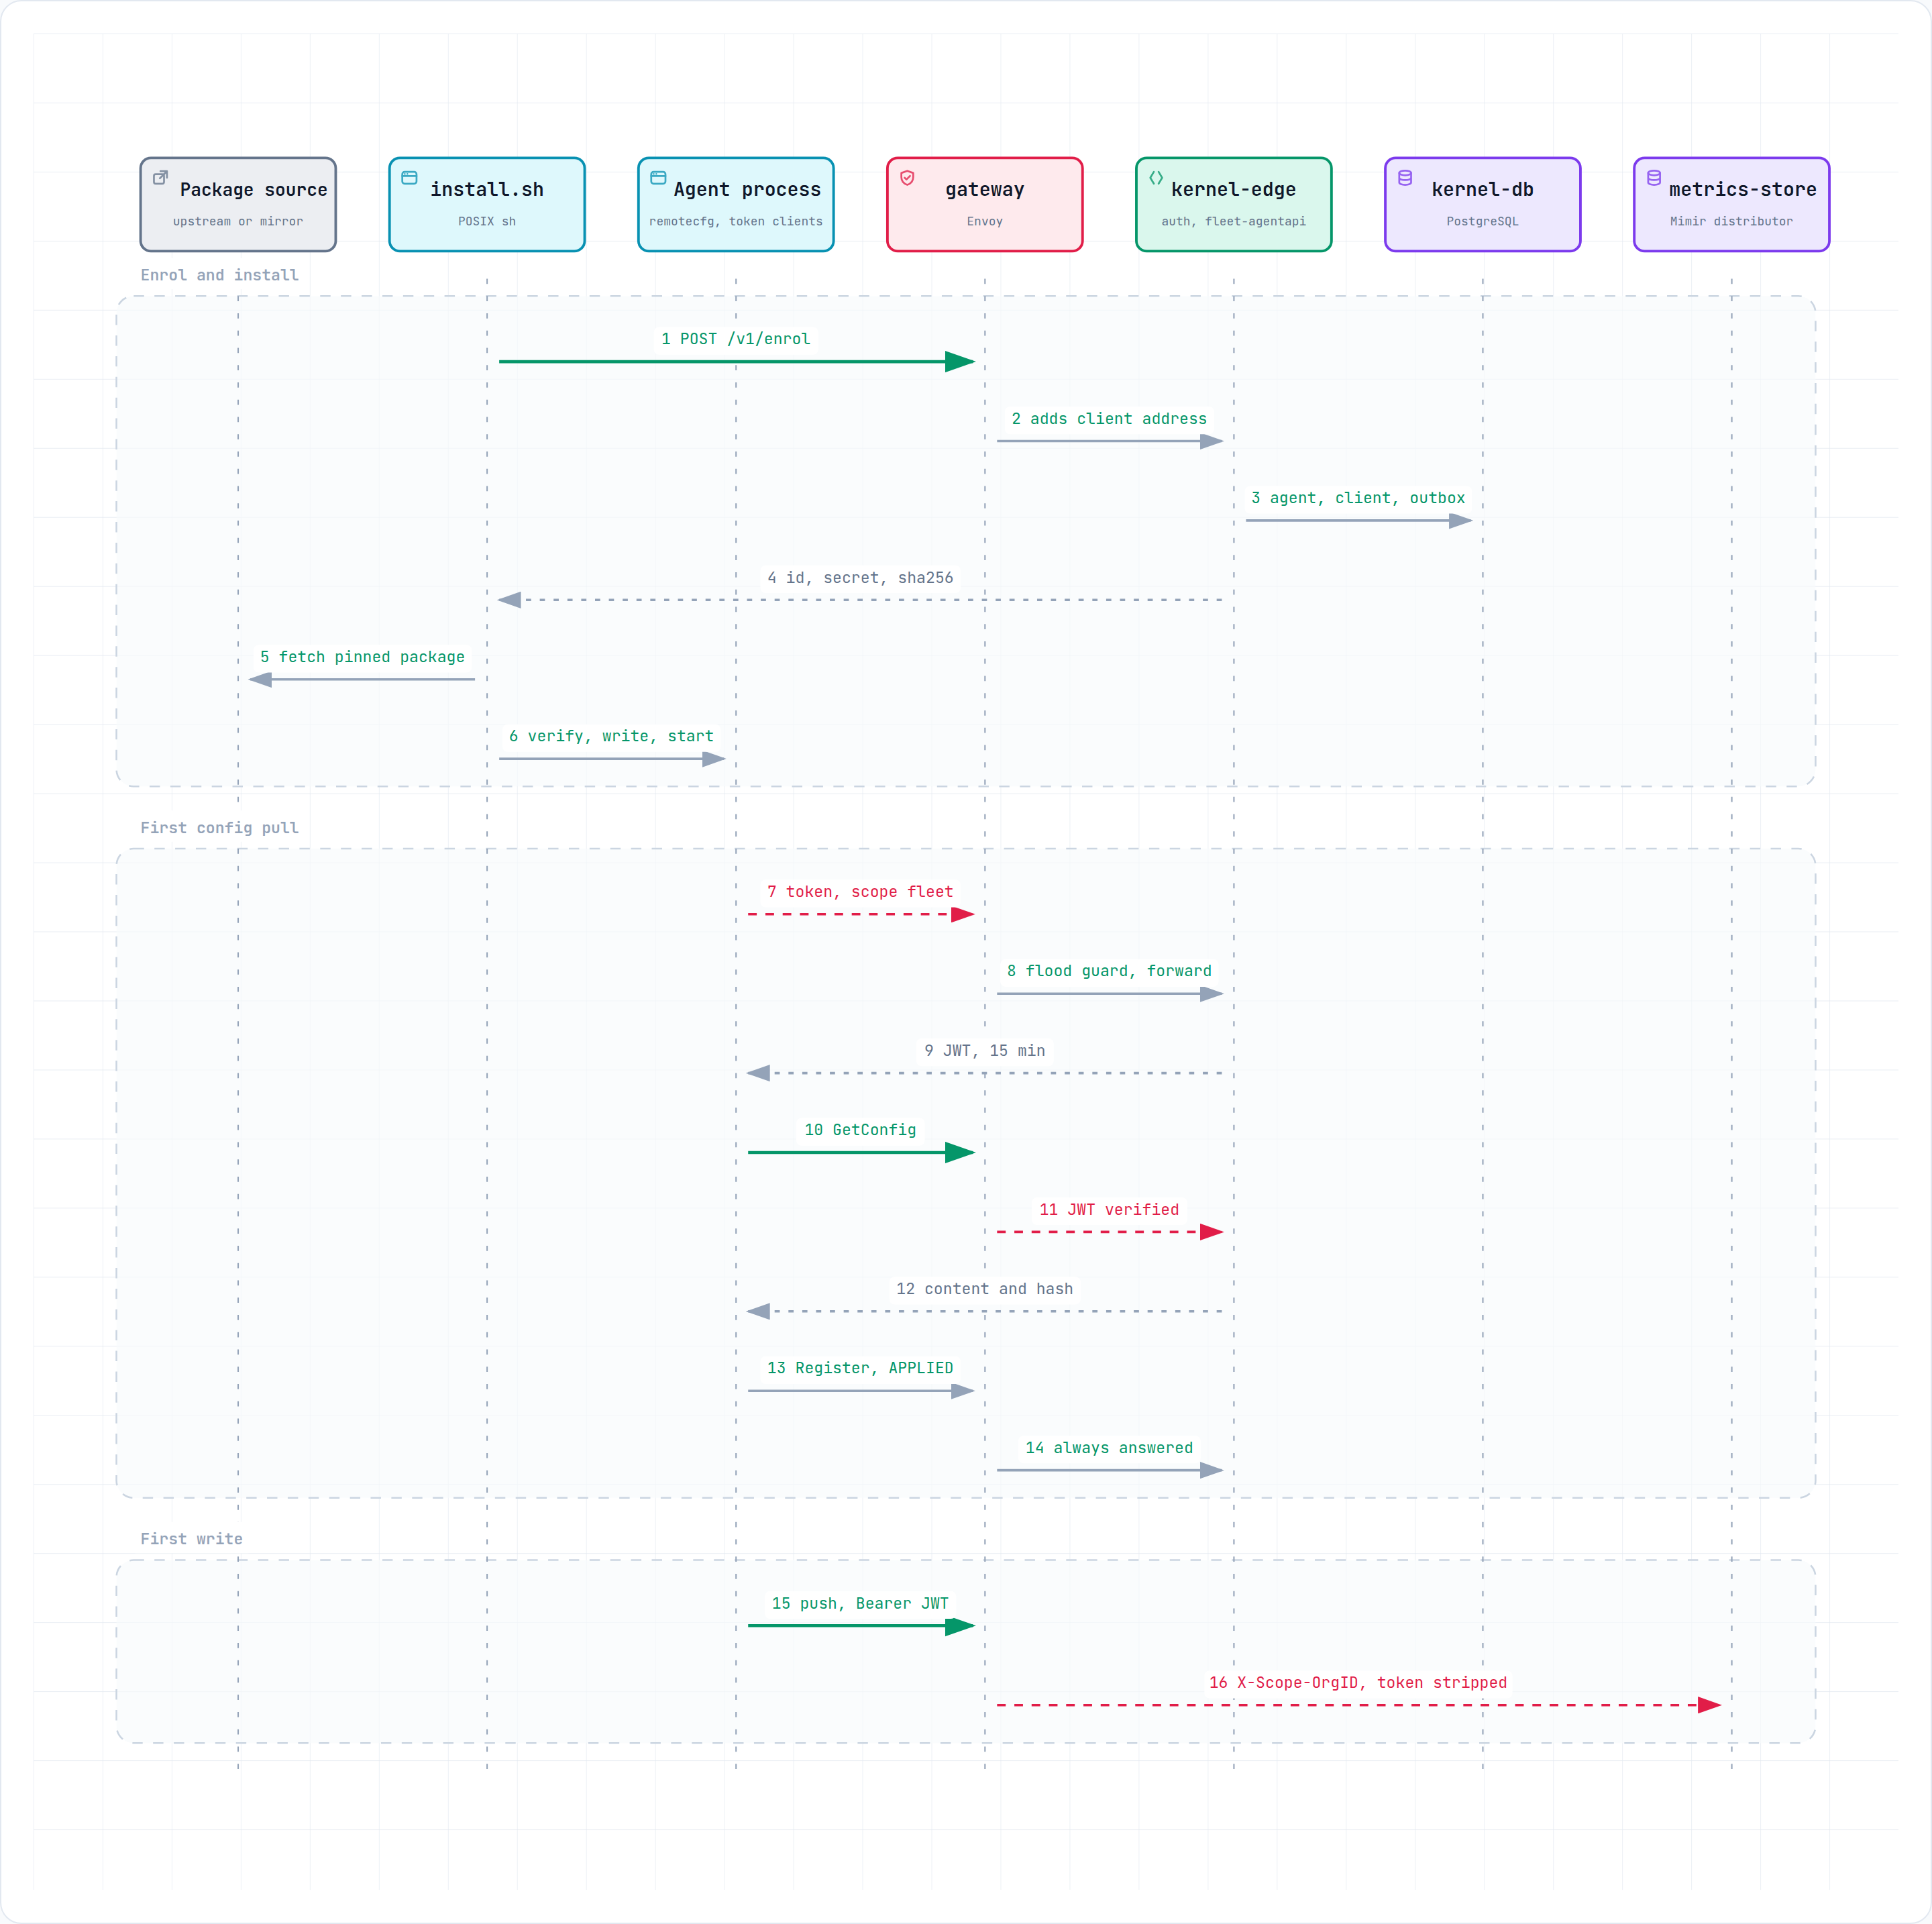 Package source
upstream or mirror
install.sh
POSIX sh
Agent process
remotecfg, token clients
gateway
Envoy
kernel-edge
auth, fleet-agentapi
kernel-db
PostgreSQL
metrics-store
Mimir distributor
Enrol and install
1 POST /v1/enrol
2 adds client address
3 agent, client, outbox
4 id, secret, sha256
5 fetch pinned package
6 verify, write, start
First config pull
7 token, scope fleet
8 flood guard, forward
9 JWT, 15 min
10 GetConfig
11 JWT verified
12 content and hash
13 Register, APPLIED
14 always answered
First write
15 push, Bearer JWT
16 X-Scope-OrgID, token stripped